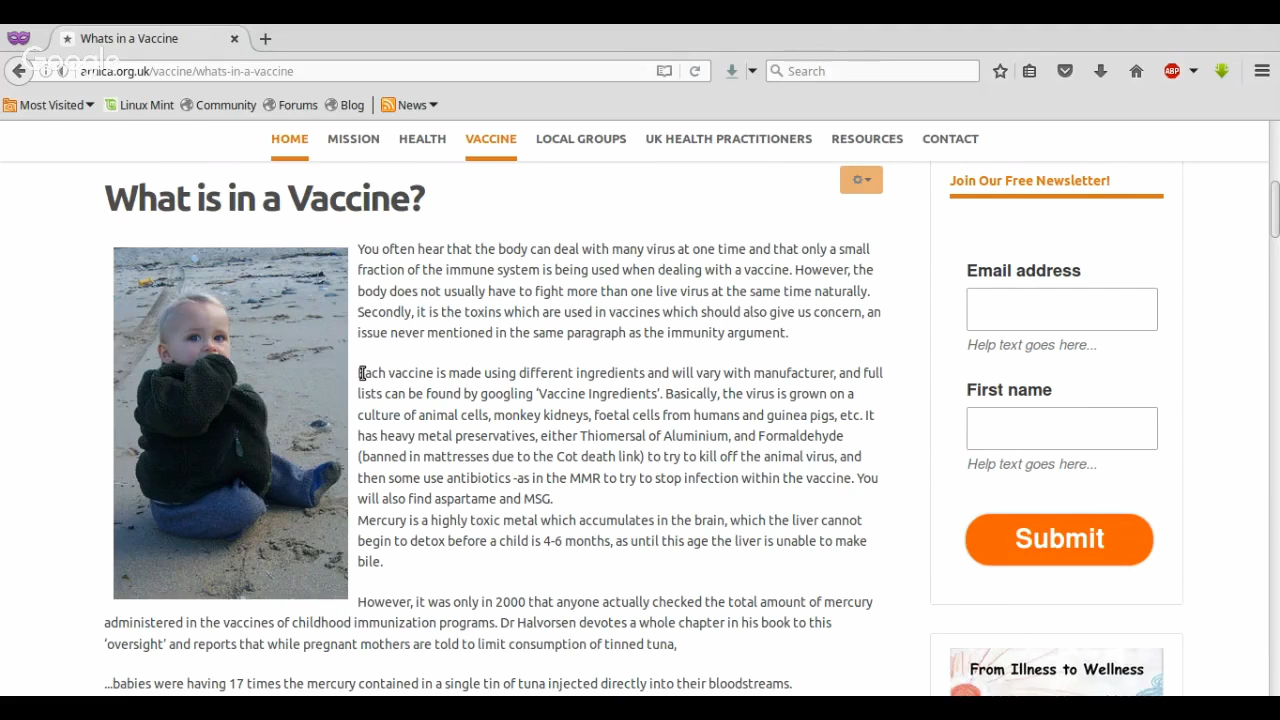 Whats in a Vaccine
Google
arnica.org.uk/vaccine/whats-in-a-vaccine
Search
ABP
Most Visited
Linux Mint
Community
Forums
Blog
News
HOME
MISSION
HEALTH
VACCINE
LOCAL GROUPS
UK HEALTH PRACTITIONERS
RESOURCES
CONTACT
What is in a Vaccine?
You often hear that the body can deal with many virus at one time and that only a small
fraction of the immune system is being used when dealing with a vaccine. However, the
body does not usually have to fight more than one live virus at the same time naturally.
Secondly, it is the toxins which are used in vaccines which should also give us concern, an
issue never mentioned in the same paragraph as the immunity argument.
Each vaccine is made using different ingredients and will vary with manufacturer, and full
lists can be found by googling ‘Vaccine Ingredients’. Basically, the virus is grown on a
culture of animal cells, monkey kidneys, foetal cells from humans and guinea pigs, etc. It
has heavy metal preservatives, either Thiomersal of Aluminium, and Formaldehyde
(banned in mattresses due to the Cot death link) to try to kill off the animal virus, and
then some use antibiotics -as in the MMR to try to stop infection within the vaccine. You
will also find aspartame and MSG.
Mercury is a highly toxic metal which accumulates in the brain, which the liver cannot
begin to detox before a child is 4-6 months, as until this age the liver is unable to make
bile.
However, it was only in 2000 that anyone actually checked the total amount of mercury
administered in the vaccines of childhood immunization programs. Dr Halvorsen devotes a whole chapter in his book to this
‘oversight’ and reports that while pregnant mothers are told to limit consumption of tinned tuna,
...babies were having 17 times the mercury contained in a single tin of tuna injected directly into their bloodstreams.
Join Our Free Newsletter!
Email address
Help text goes here...
First name
Help text goes here...
Submit
From Illness to Wellness